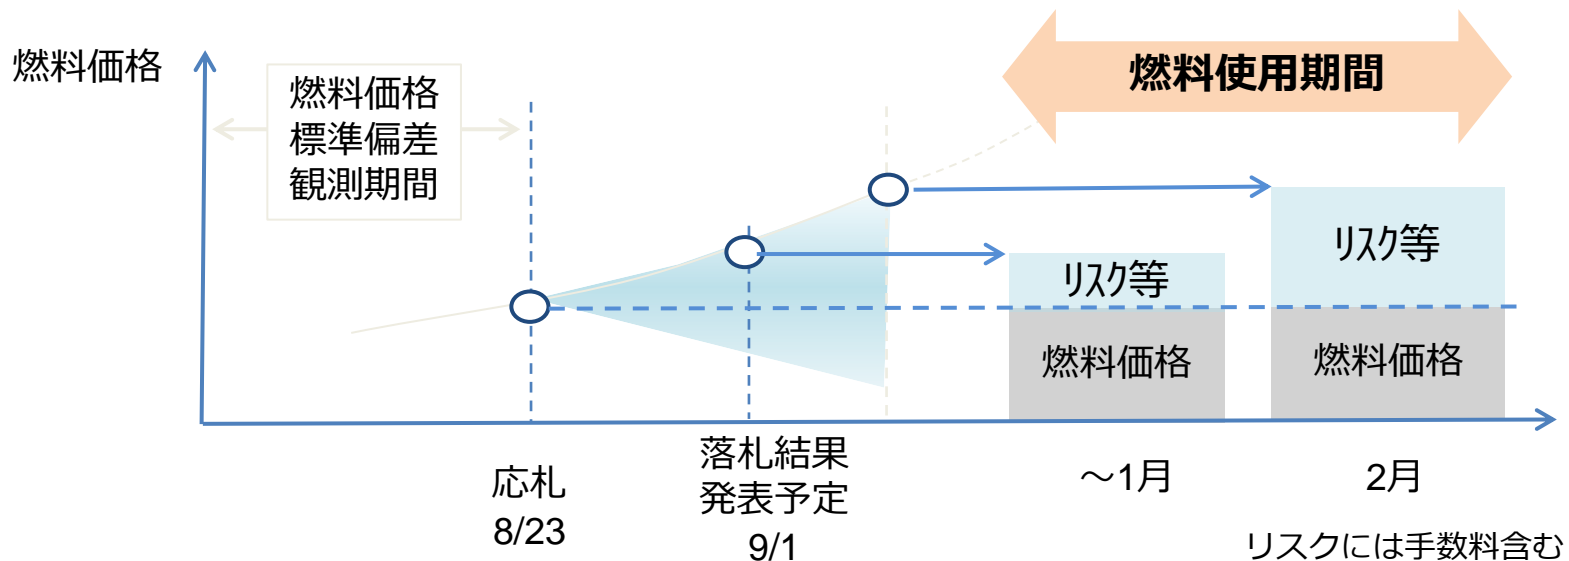 燃料価格
燃料価格
標準偏差
観測期間
燃料使用期間
リスク等
リスク等
燃料価格
燃料価格
応札
8/23
落札結果
発表予定
9/1
～1月
2月
リスクには手数料含む